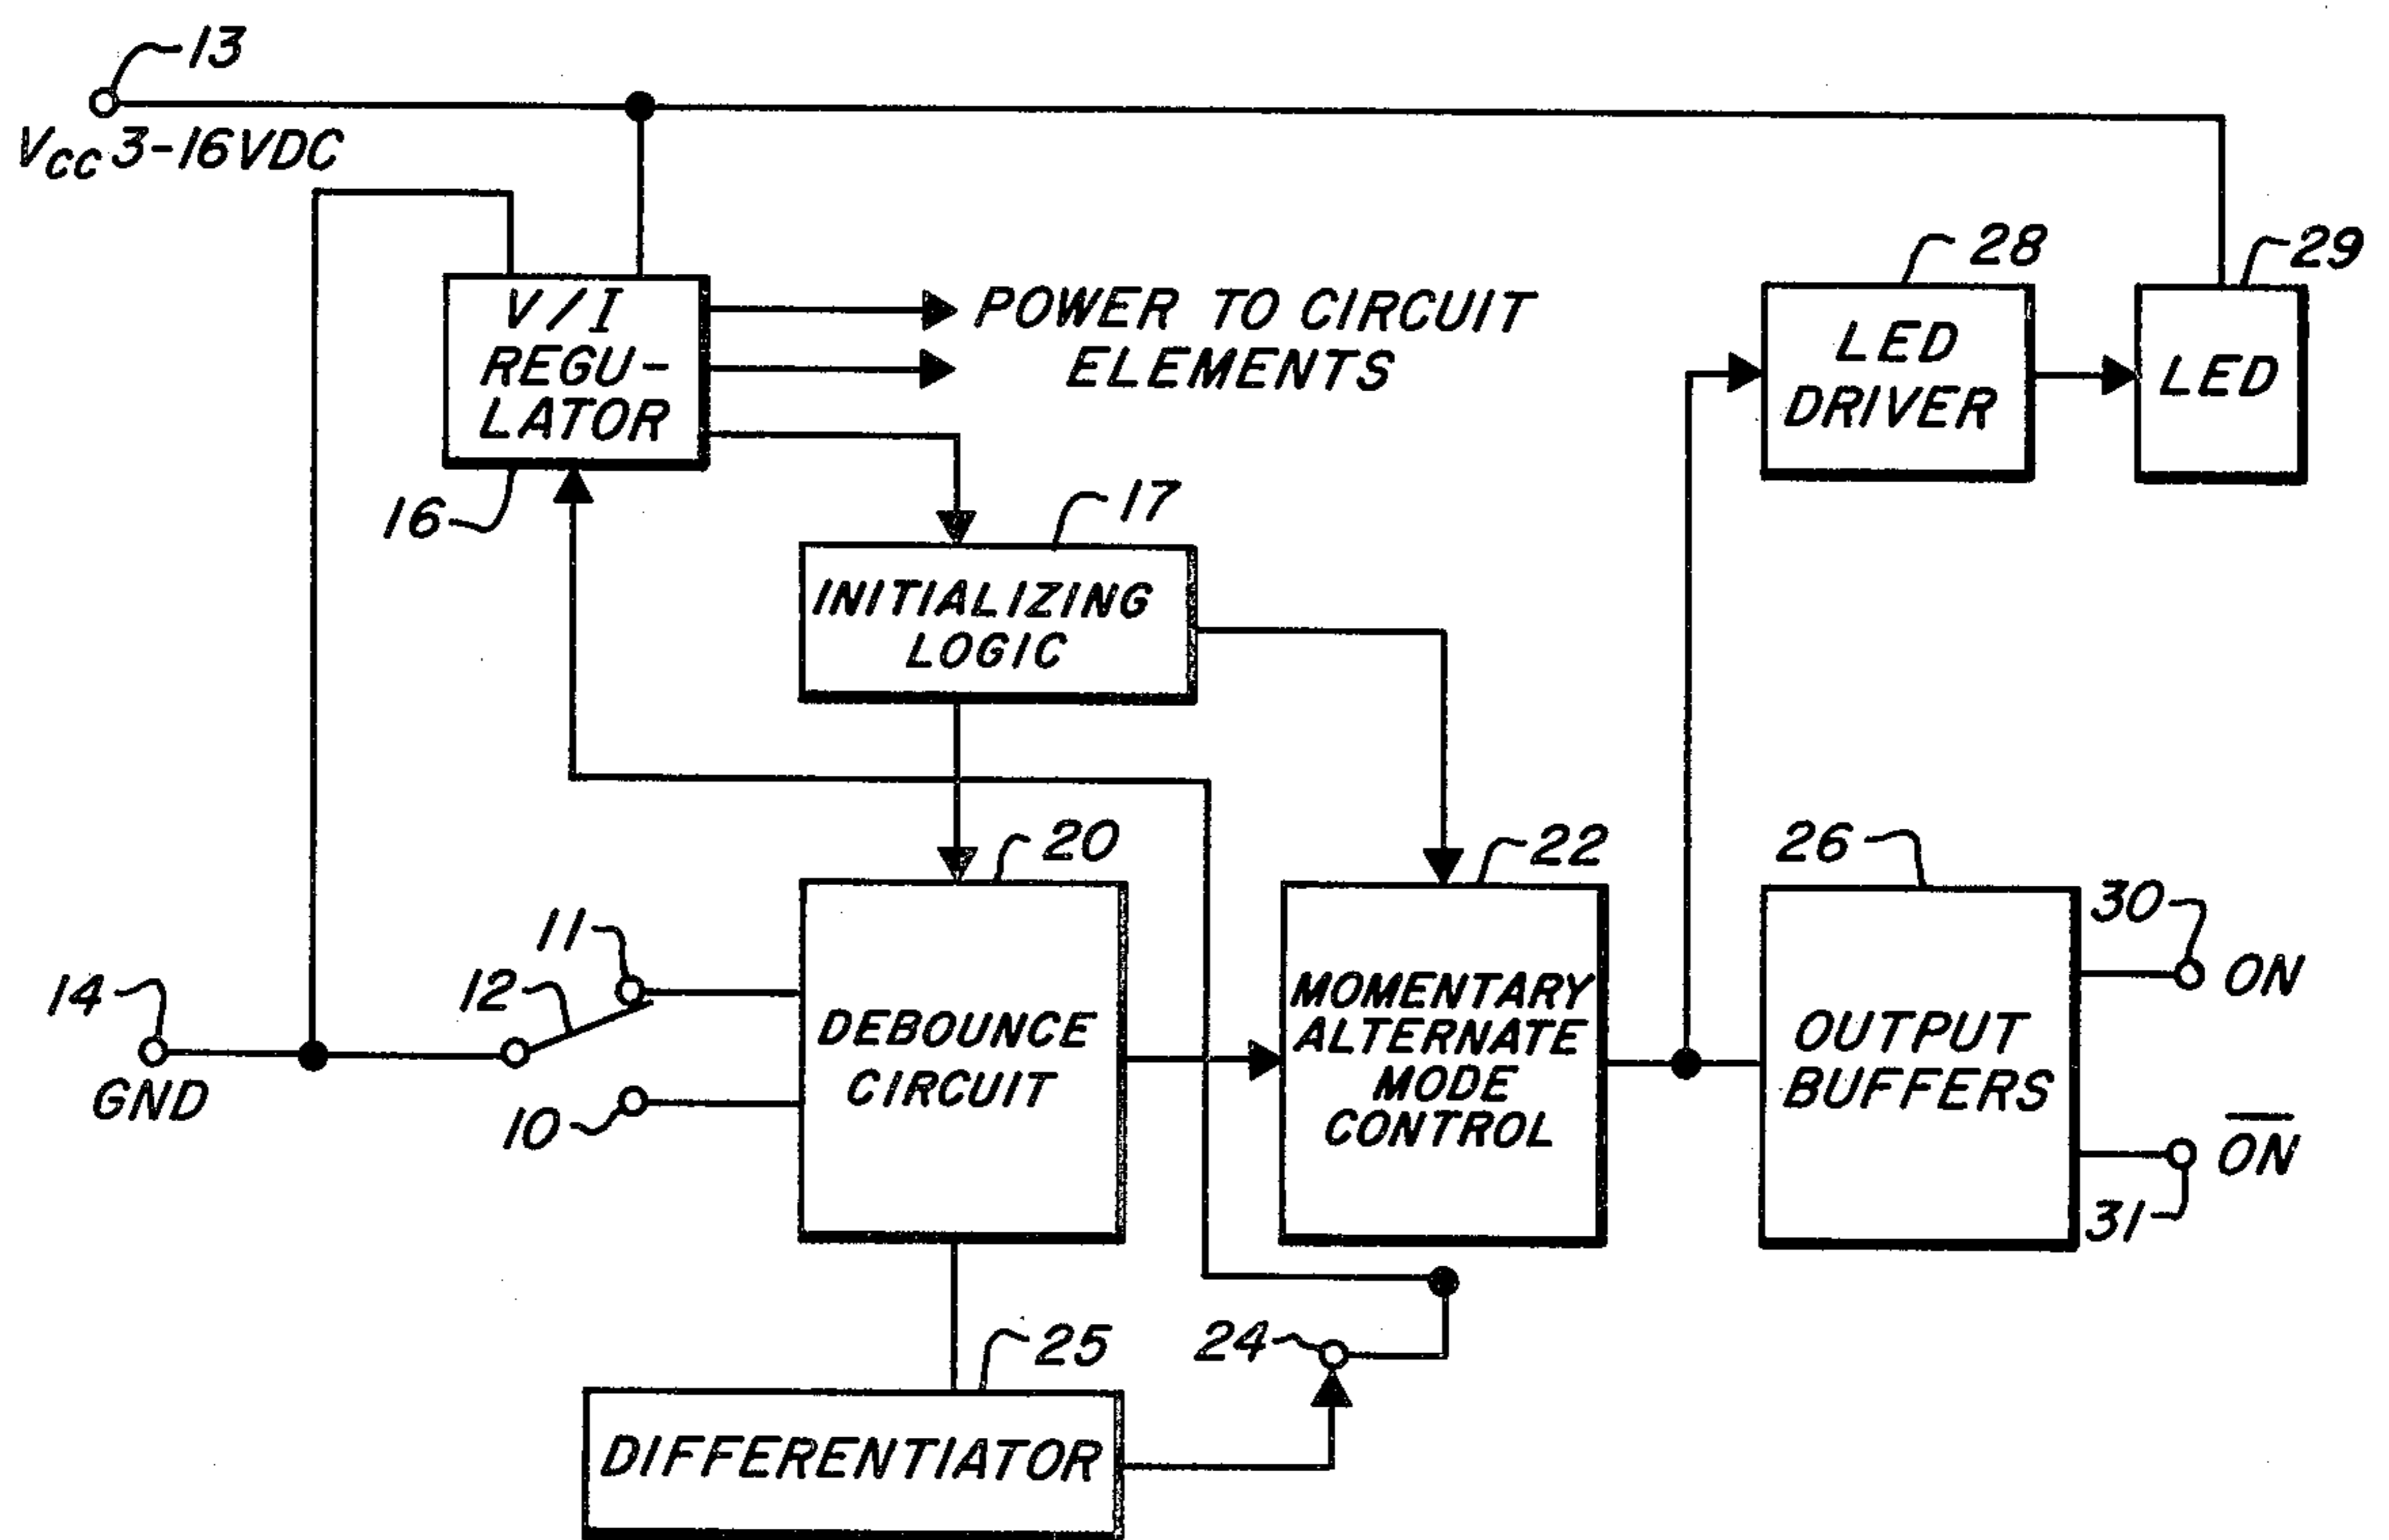 13
VCC 3-16VDC
V/I
REGU-
LATOR
16
POWER TO CIRCUIT
ELEMENTS
28
LED
DRIVER
29
LED
17
INITIALIZING
LOGIC
14
GND
11
12
10
20
DEBOUNCE
CIRCUIT
22
MOMENTARY
ALTERNATE
MODE
CONTROL
26
OUTPUT
BUFFERS
30
ON
O̅N̅
31
24
25
DIFFERENTIATOR